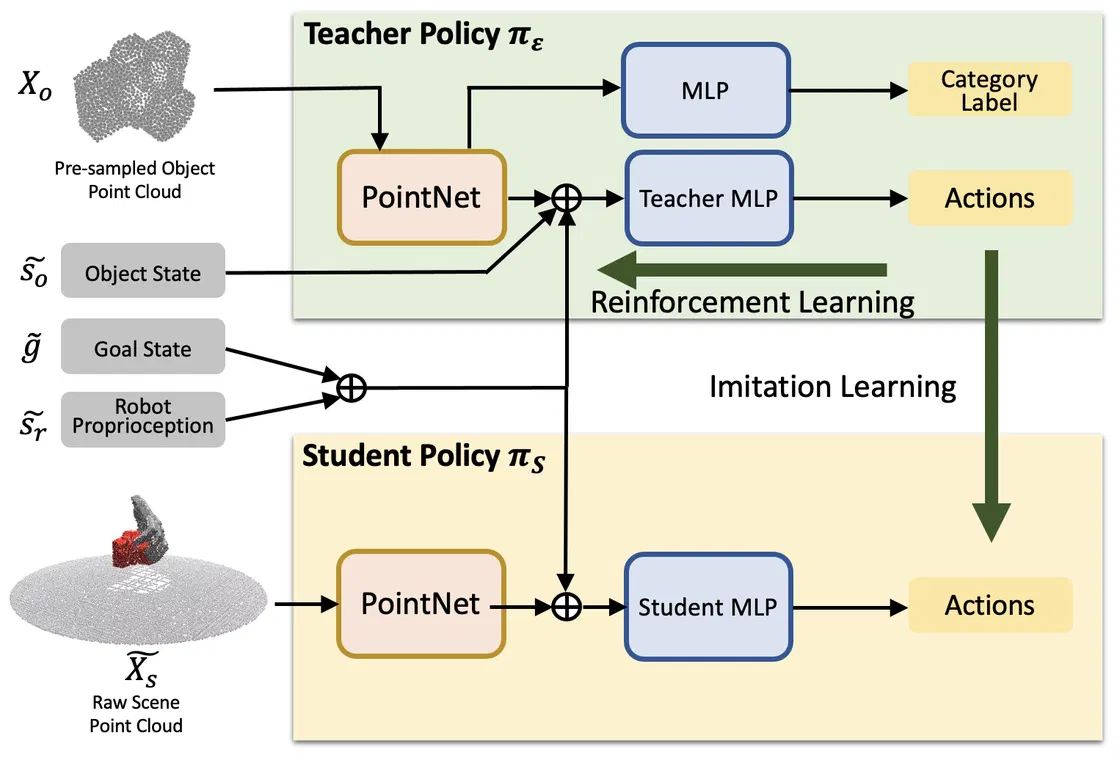 Teacher Policy π_ε
X_o
Pre-sampled Object
Point Cloud
MLP
Category
Label
PointNet
Teacher MLP
Actions
s̃_o
Object State
Reinforcement Learning
g̃
Goal State
s̃_r
Robot
Proprioception
Imitation Learning
Student Policy π_S
PointNet
Student MLP
Actions
X̃_s
Raw Scene
Point Cloud